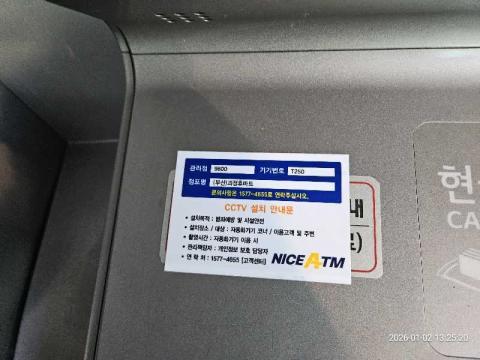 관리점 9600 기기번호 T250
점포명 (부산)괴정휴마트
문의사항은 1577-4655로 연락주십시오.
CCTV 설치 안내문
• 설치목적 : 범죄예방 및 시설안전
• 설치장소 / 대상 : 자동화기기 코너 / 이용고객 및 주변
• 촬영시간 : 자동화기기 이용 시
• 관리책임자 : 개인정보 보호 담당자
• 연 락 처 : 1577-4655 [고객센터]
NICE ATM
내
료)
현
CA
2026-01-02 13:25:20